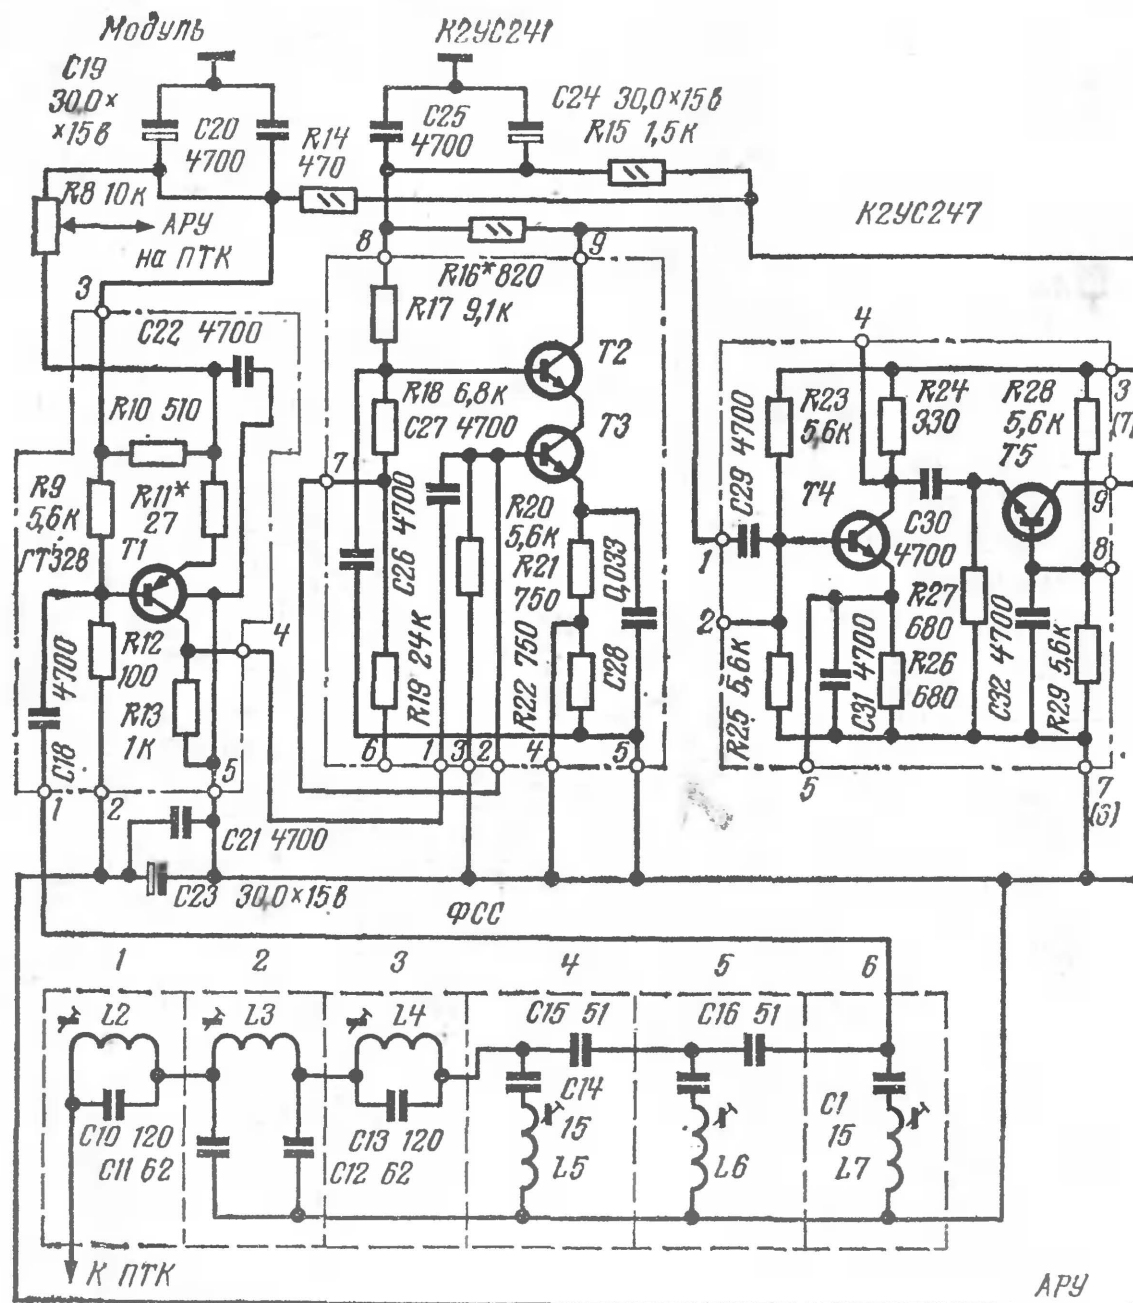 Модуль
К2УС241
С19
30,0×
×15в
С20
4700
R14
470
С25
4700
С24 30,0×15в
R15 1,5к
R8 10к
АРУ
на ПТК
К2УС247
3
8
9
R16*820
R17 9,1к
С22 4700
4
Т2
R10 510
R18 6,8к
С27 4700
Т3
R23
5,6к
R24
330
R28
5,6к
3
Т5
7
R9
5,6к
R11*
27
ГТ328
Т1
4700
С26
R20
5,6к
R21
750
0,033
С29 4700
Т4
С30
4700
9
1
8
4
R12
100
R13
1к
4700
С18
R19 24к
R22 750
С28
2
R27
680
R26
680
R25 5,6к
С31 4700
С32 4700
R29 5,6к
6
1
3
2
4
5
5
7
(6)
1
2
5
С21 4700
С23 30,0×15в
ФСС
1
2
3
4
5
6
L2
L3
L4
С15 51
С16 51
С10 120
С11 62
С13 120
С12 62
С14
15
L5
L6
С1
15
L7
К ПТК
АРУ